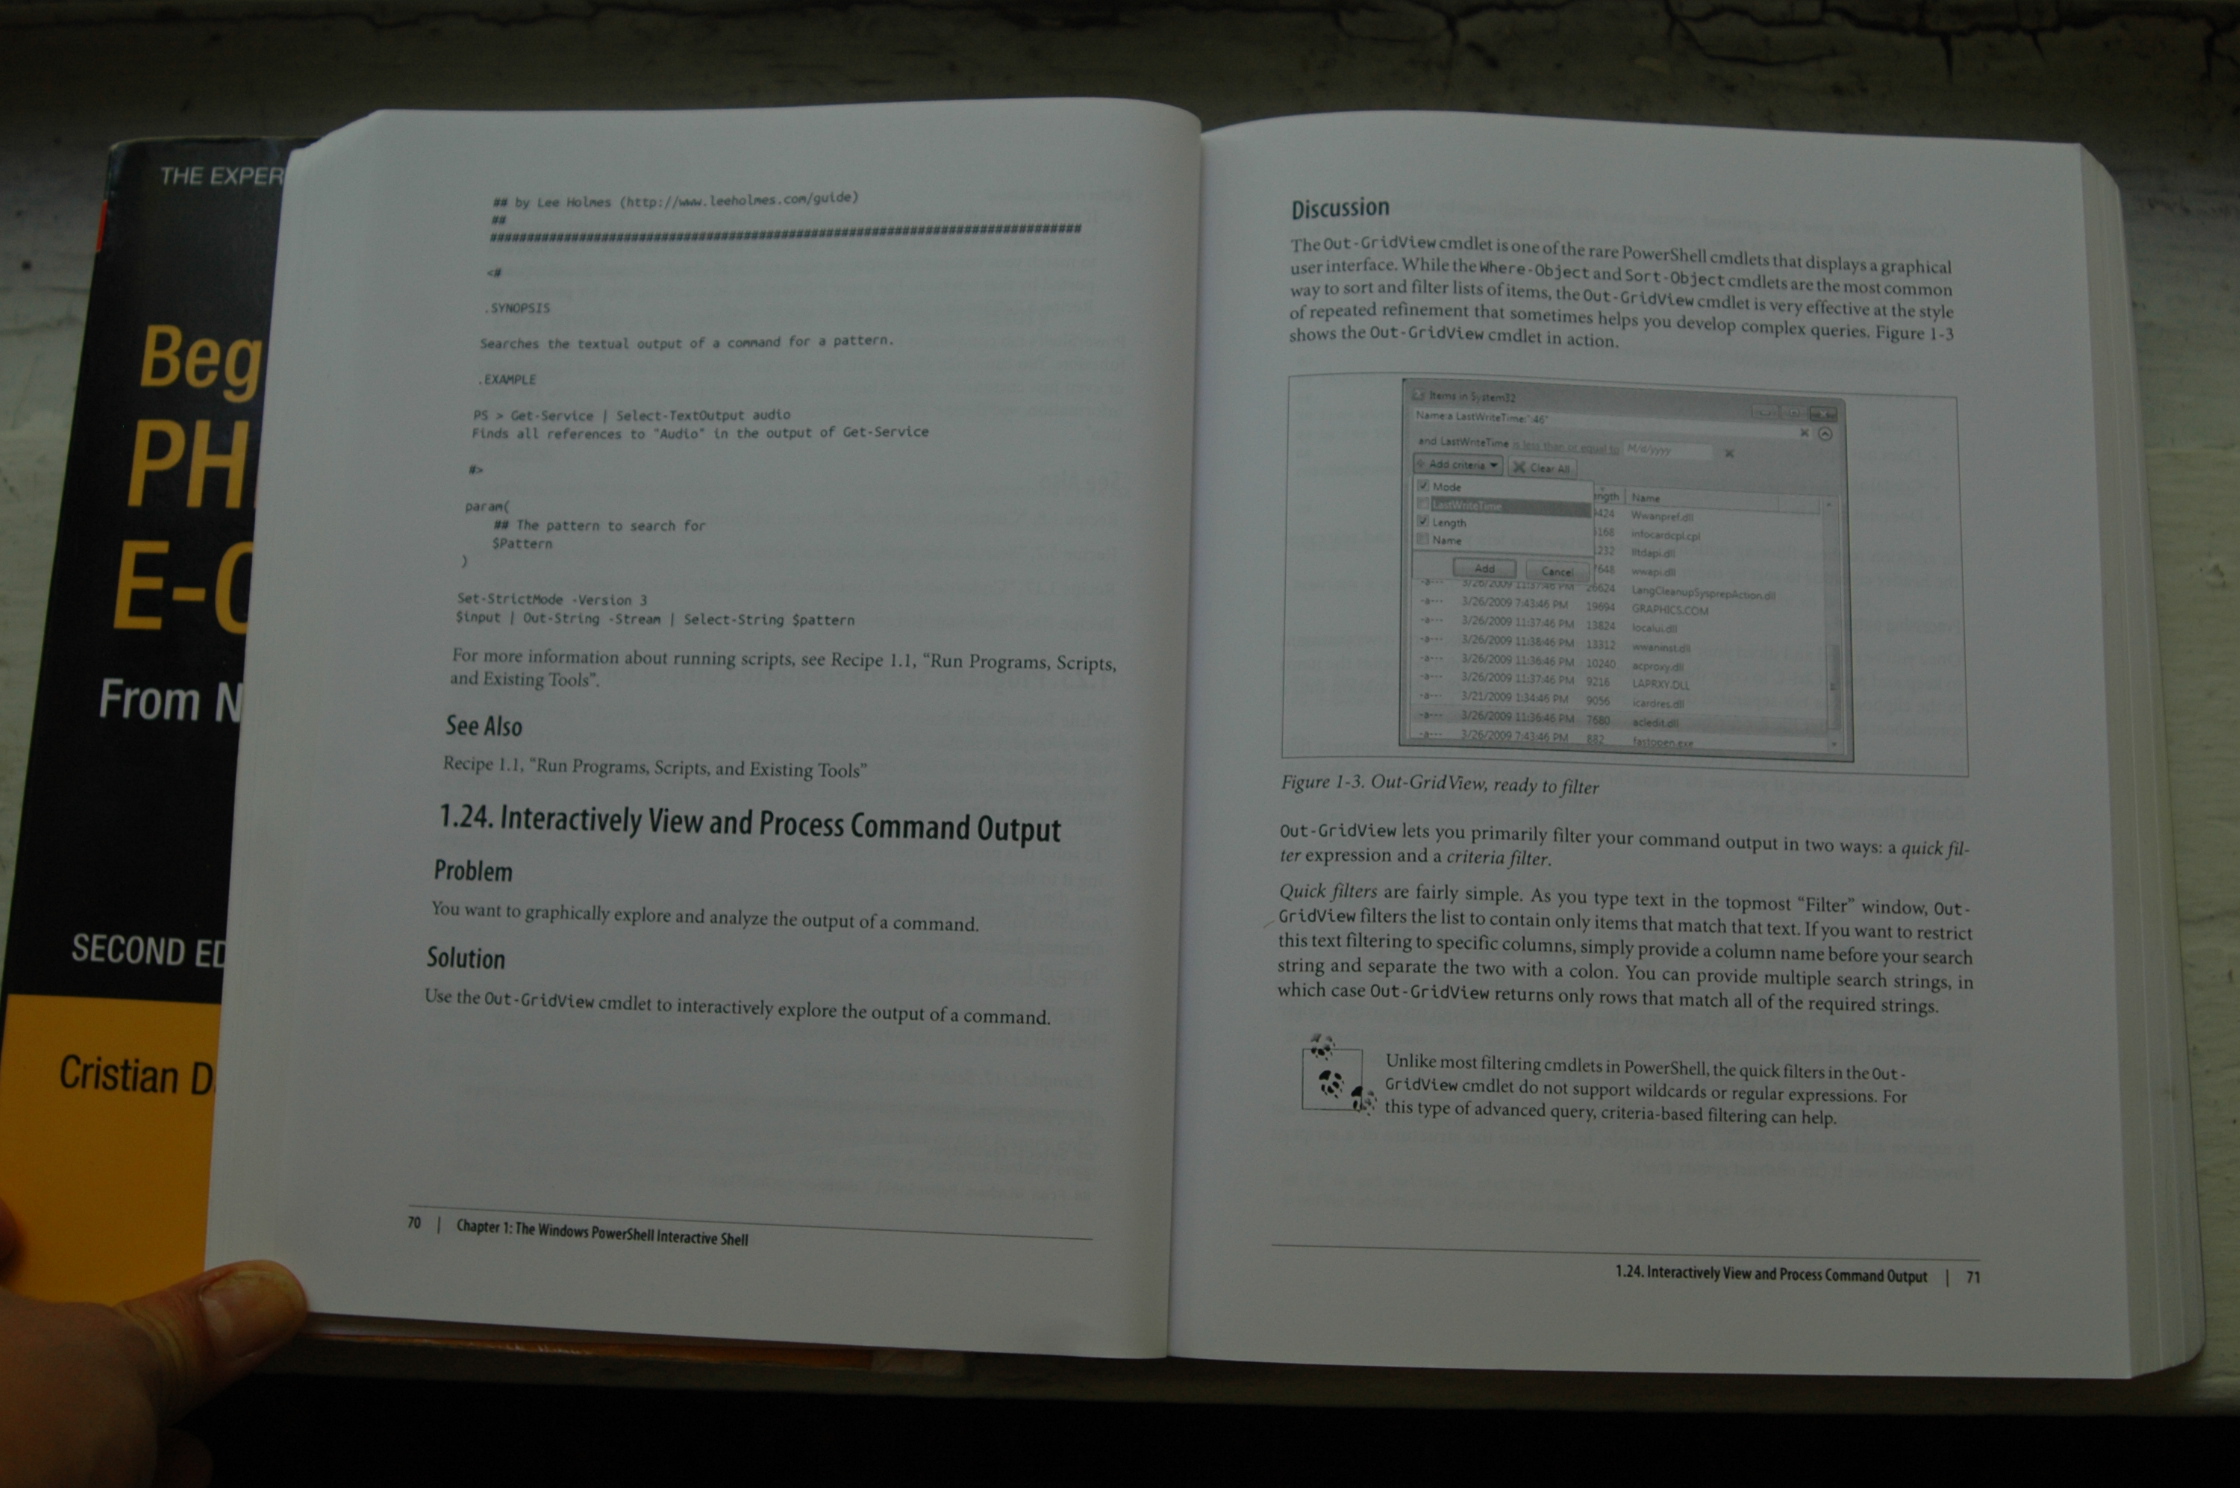 THE EXPER
Beg
PH
E-C
From N
SECOND ED
Cristian D
## by Lee Holmes (http://www.leeholmes.com/guide)
##
##############################################################################
<#
.SYNOPSIS
Searches the textual output of a command for a pattern.
.EXAMPLE
PS > Get-Service | Select-TextOutput audio
Finds all references to "Audio" in the output of Get-Service
#>
param(
## The pattern to search for
$Pattern
)
Set-StrictMode -Version 3
$input | Out-String -Stream | Select-String $pattern
For more information about running scripts, see Recipe 1.1, “Run Programs, Scripts,
and Existing Tools”.
See Also
Recipe 1.1, “Run Programs, Scripts, and Existing Tools”
1.24. Interactively View and Process Command Output
Problem
You want to graphically explore and analyze the output of a command.
Solution
Use the Out-GridView cmdlet to interactively explore the output of a command.
70 | Chapter 1: The Windows PowerShell Interactive Shell
Discussion
The Out-GridView cmdlet is one of the rare PowerShell cmdlets that displays a graphical
user interface. While the Where-Object and Sort-Object cmdlets are the most common
way to sort and filter lists of items, the Out-GridView cmdlet is very effective at the style
of repeated refinement that sometimes helps you develop complex queries. Figure 1-3
shows the Out-GridView cmdlet in action.
Items in System32
Name:a LastWriteTime:":46"
and LastWriteTime is less than or equal to M/d/yyyy
Add criteria Clear All
Mode
LastWriteTime
Length
Name
Add Cancel
ngth Name
424 Wwanpref.dll
168 infocardcpl.cpl
232 
648 wwapi.dll
-a--- 3/26/2009 11:37:46 PM 26624 LangCleanupSysprepAction.dll
-a--- 3/26/2009 7:43:46 PM 19694 GRAPHICS.COM
-a--- 3/26/2009 11:37:46 PM 13824 localui.dll
-a--- 3/26/2009 11:38:46 PM 13312 wwaninst.dll
-a--- 3/26/2009 11:36:46 PM 10240 acproxy.dll
-a--- 3/26/2009 11:37:46 PM 9216 LAPRXY.DLL
-a--- 3/21/2009 1:34:46 PM 9056 icardres.dll
-a--- 3/26/2009 11:36:46 PM 7680 acledit.dll
-a--- 3/26/2009 7:43:46 PM 882 fastopen.exe
Figure 1-3. Out-GridView, ready to filter
Out-GridView lets you primarily filter your command output in two ways: a quick fil-
ter expression and a criteria filter.
Quick filters are fairly simple. As you type text in the topmost “Filter” window, Out-
GridView filters the list to contain only items that match that text. If you want to restrict
this text filtering to specific columns, simply provide a column name before your search
string and separate the two with a colon. You can provide multiple search strings, in
which case Out-GridView returns only rows that match all of the required strings.
Unlike most filtering cmdlets in PowerShell, the quick filters in the Out-
GridView cmdlet do not support wildcards or regular expressions. For
this type of advanced query, criteria-based filtering can help.
1.24. Interactively View and Process Command Output | 71